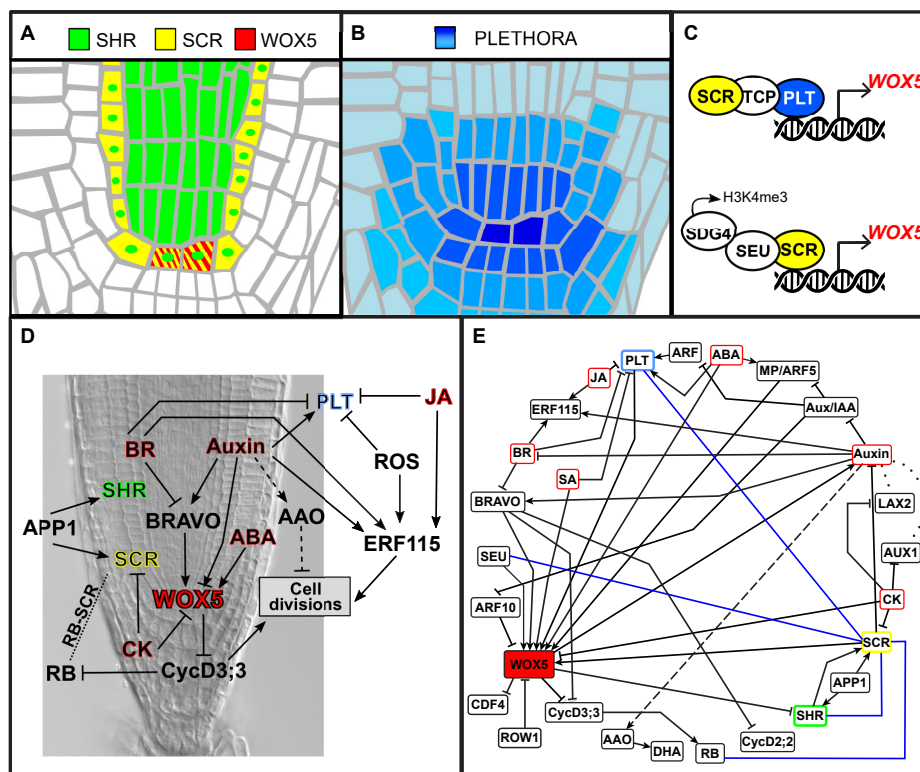 A SHR SCR WOX5
B PLETHORA
C
SCR TCP PLT WOX5
H3K4me3
SDG4 SEU SCR WOX5
D
PLT JA
BR Auxin
ROS
SHR
APP1 BRAVO AAO
ABA ERF115
SCR
WOX5 Cell
divisions
RB-SCR
CK
RB CycD3;3
E
PLT ARF ABA
JA MP/ARF5
ERF115 Aux/IAA
BR Auxin
SA
BRAVO LAX2
SEU AUX1
CK
ARF10
SCR
WOX5
APP1
CDF4 SHR
CycD3;3
ROW1 AAO DHA RB CycD2;2